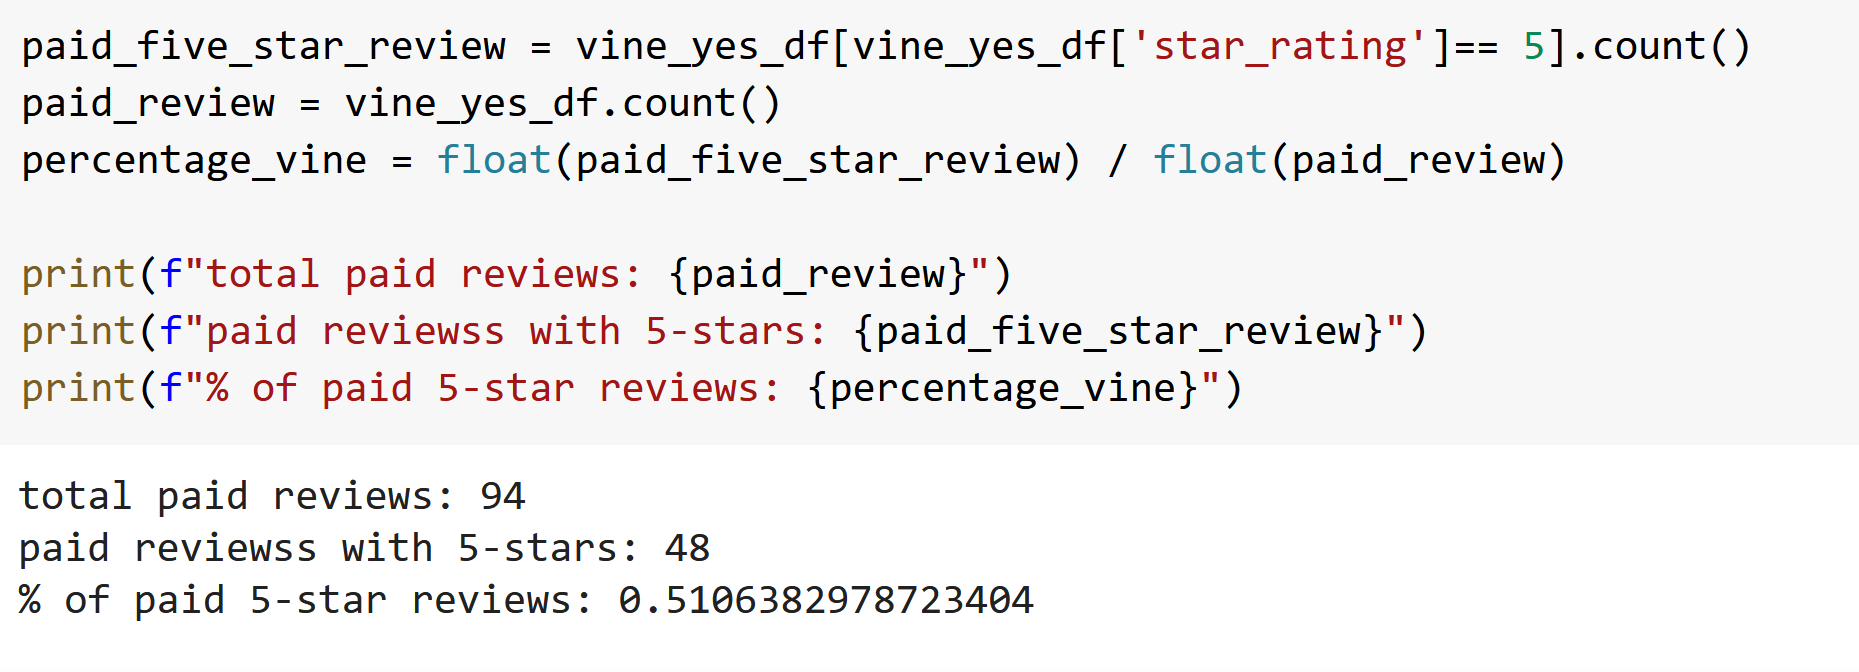 paid_five_star_review = vine_yes_df[vine_yes_df['star_rating']== 5].count()
paid_review = vine_yes_df.count()
percentage_vine = float(paid_five_star_review) / float(paid_review)
print(f"total paid reviews: {paid_review}")
print(f"paid reviewss with 5-stars: {paid_five_star_review}")
print(f"% of paid 5-star reviews: {percentage_vine}")
total paid reviews: 94
paid reviewss with 5-stars: 48
% of paid 5-star reviews: 0.5106382978723404